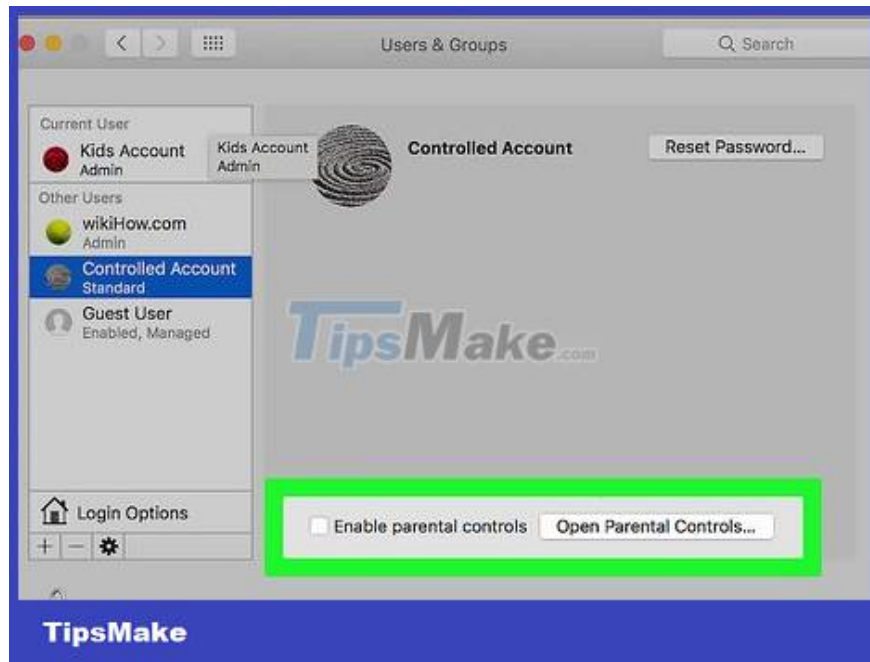 Users & Groups
Search
Current User
Kids Account
Admin
Kids Account
Admin
Controlled Account
Reset Password...
Other Users
wikiHow.com
Admin
Controlled Account
Standard
Guest User
Enabled, Managed
TipsMake.com
Login Options
Enable parental controls
Open Parental Controls...
TipsMake